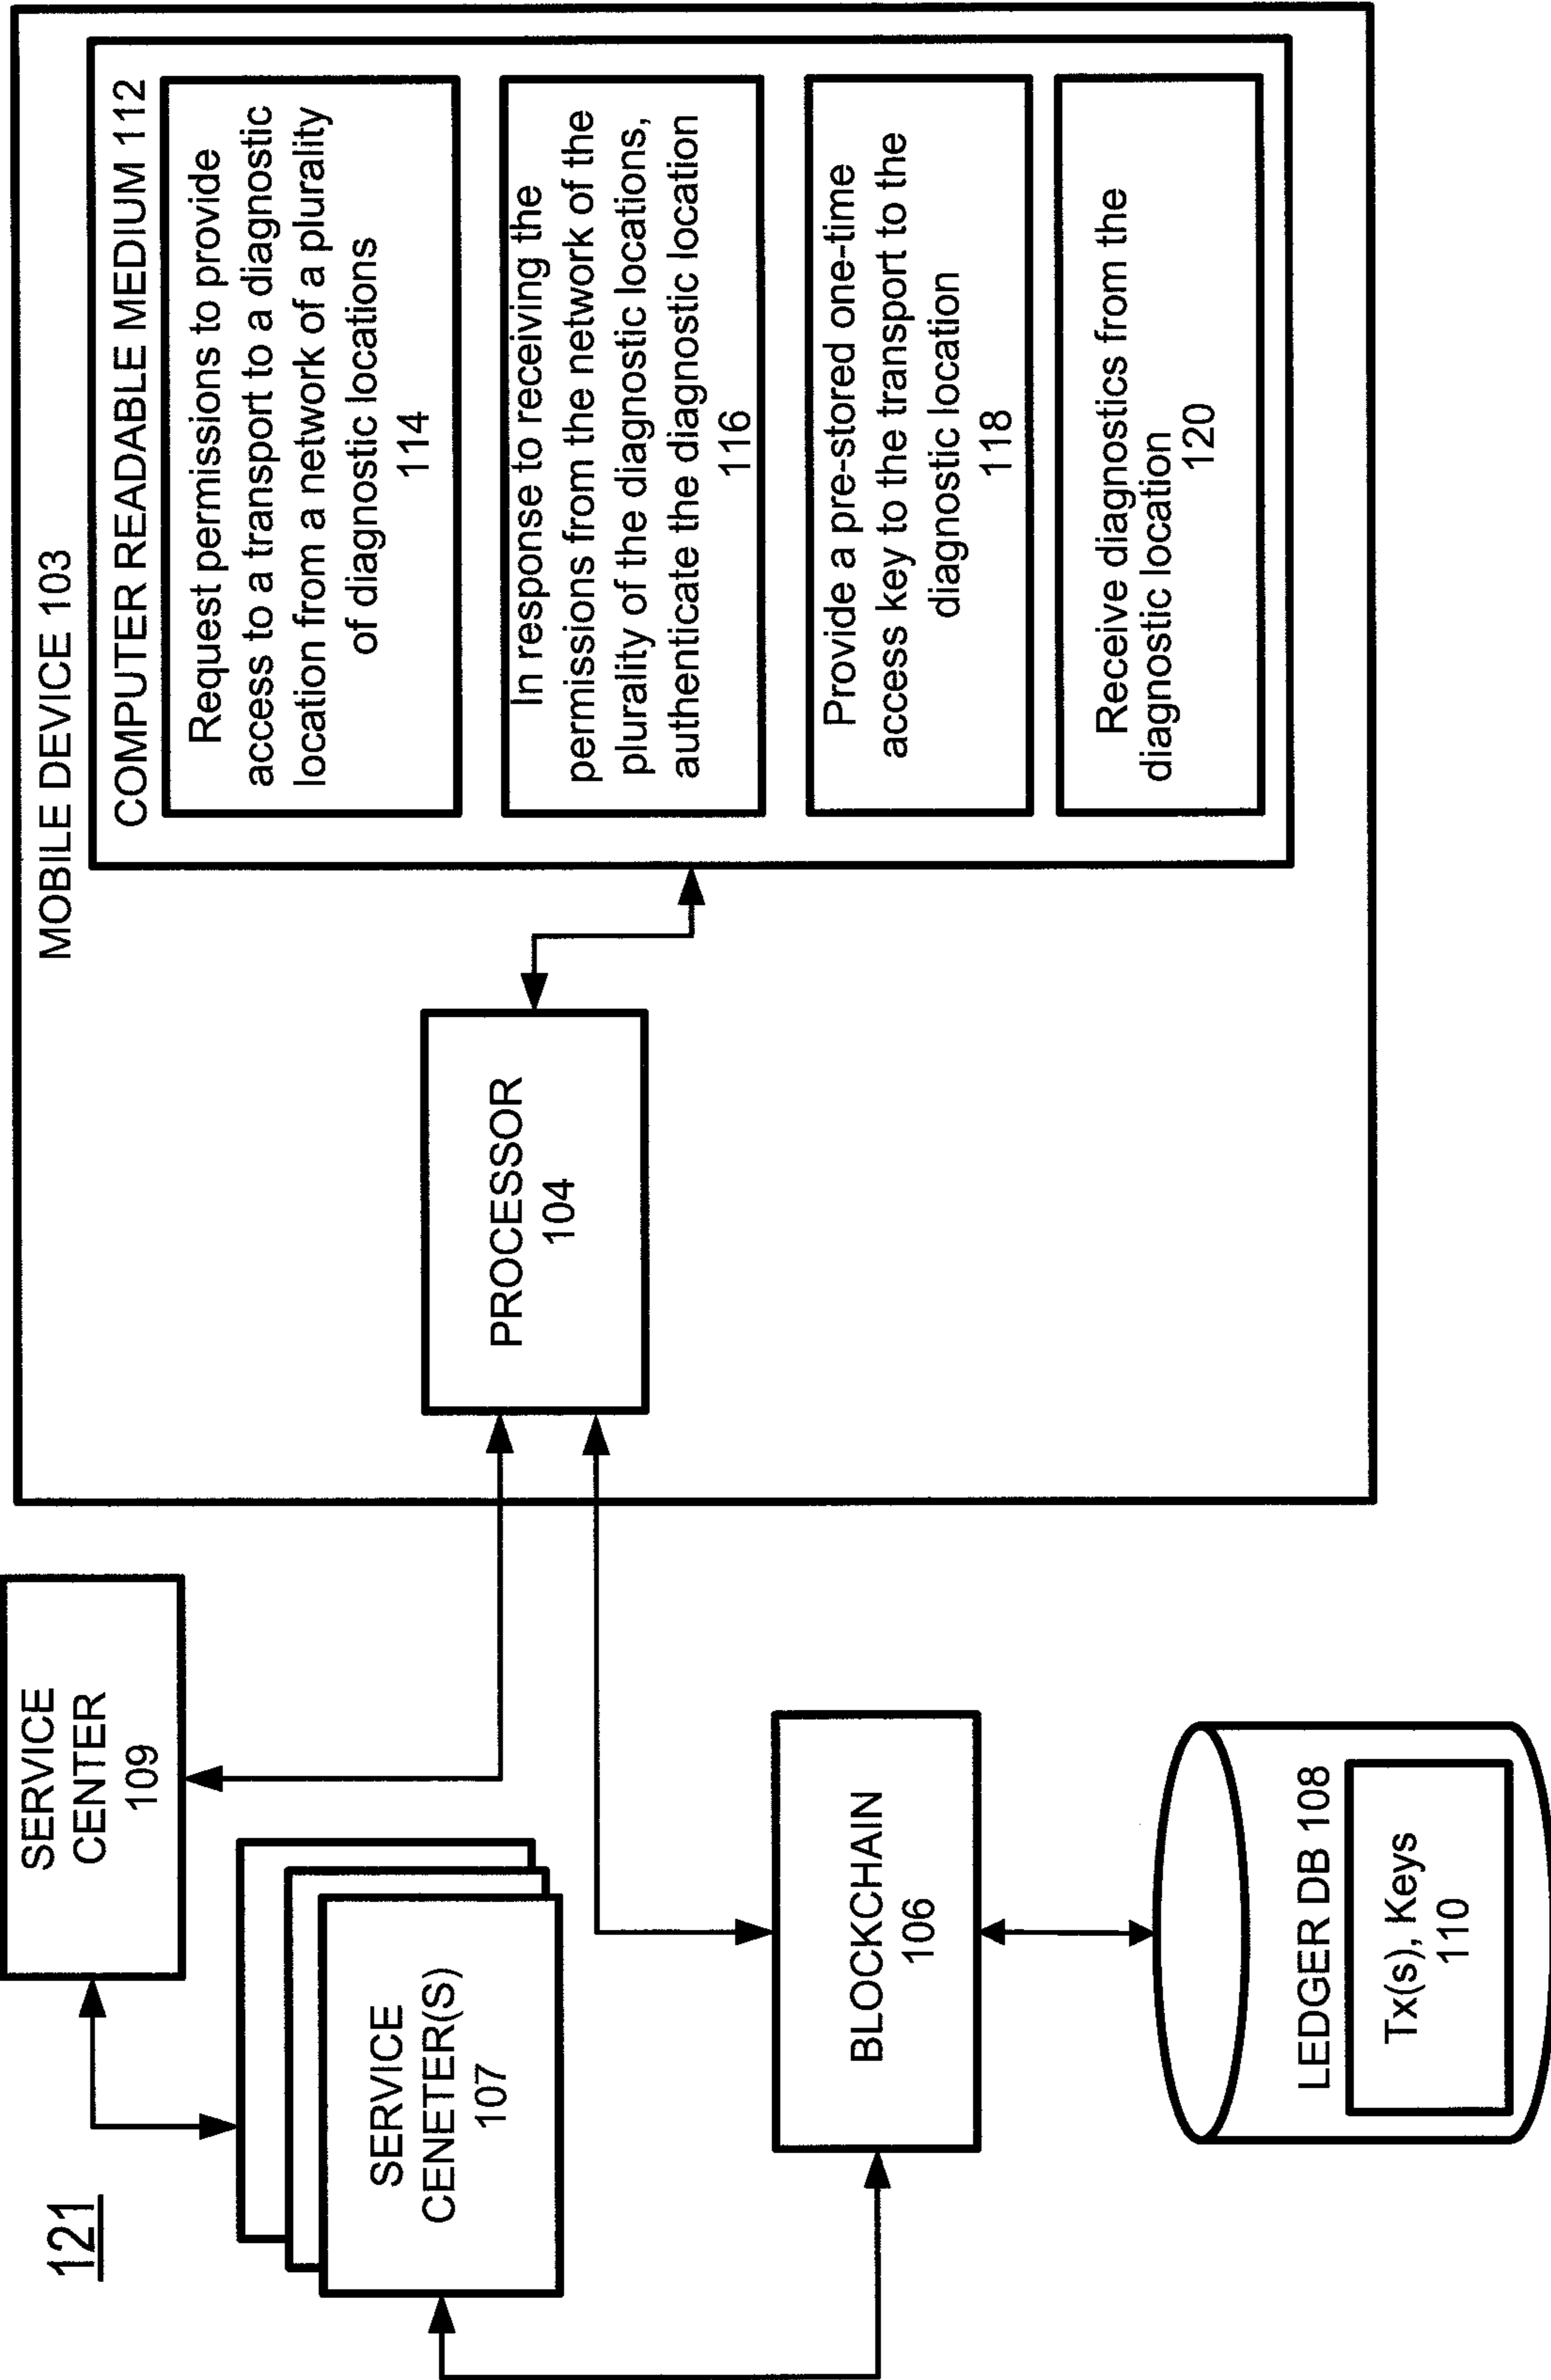 121
SERVICE
CENTER
109
SERVICE
CENETER(S)
107
BLOCKCHAIN
106
LEDGER DB 108
Tx(s), Keys
110
MOBILE DEVICE 103
PROCESSOR
104
COMPUTER READABLE MEDIUM 112
Request permissions to provide
access to a transport to a diagnostic
location from a network of a plurality
of diagnostic locations
114
In response to receiving the
permissions from the network of the
plurality of the diagnostic locations,
authenticate the diagnostic location
116
Provide a pre-stored one-time
access key to the transport to the
diagnostic location
118
Receive diagnostics from the
diagnostic location
120